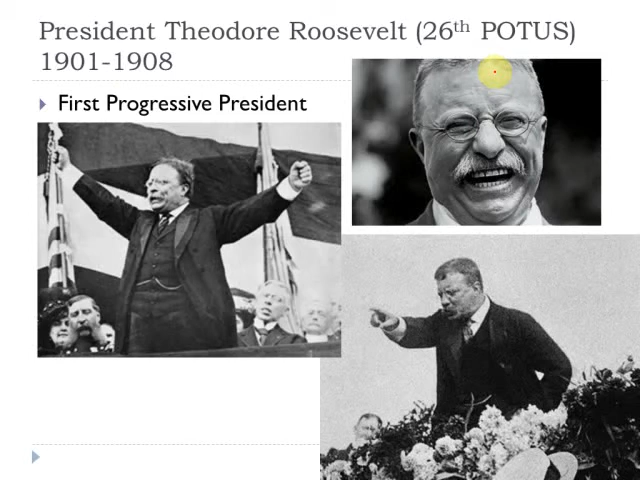 President Theodore Roosevelt (26th POTUS)
1901-1908
First Progressive President